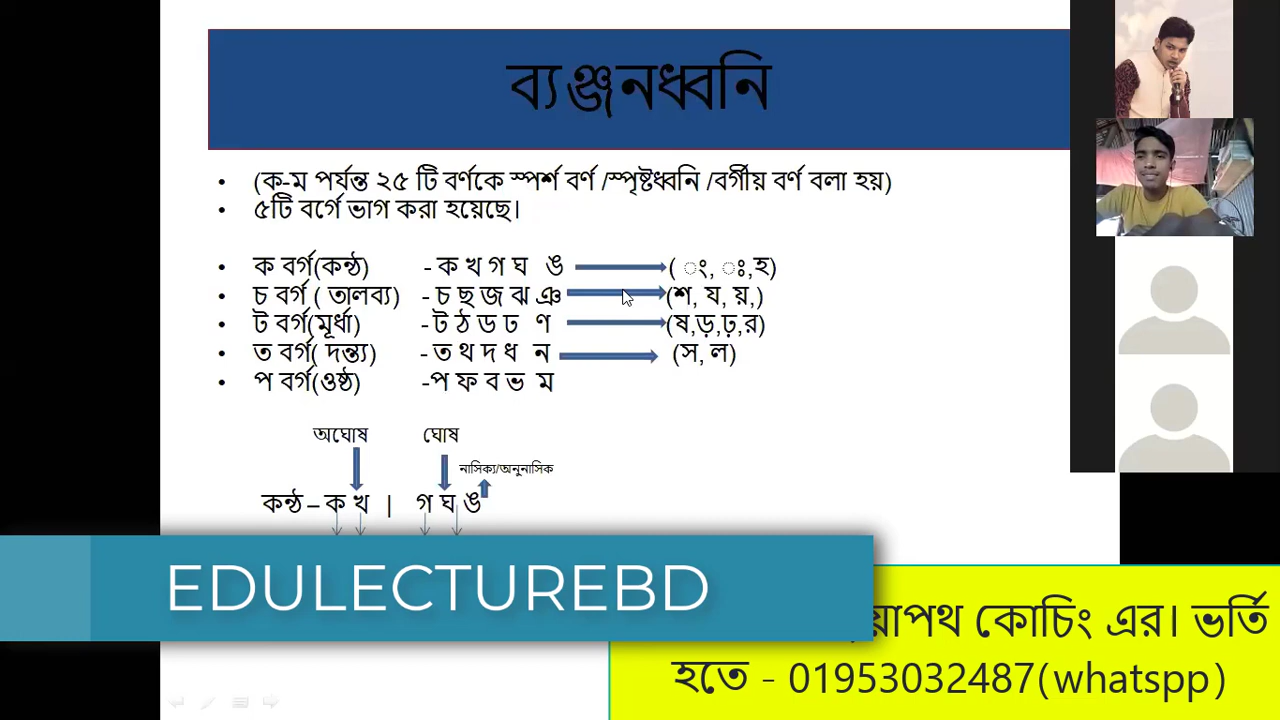 ব্যঞ্জনধ্বনি
• (ক-ম পর্যন্ত ২৫ টি বর্ণকে স্পর্শ বর্ণ /স্পৃষ্টধ্বনি /বর্গীয় বর্ণ বলা হয়)
• ৫টি বর্গে ভাগ করা হয়েছে।
• ক বর্গ(কন্ঠ) - ক খ গ ঘ ঙ ( ং, ঃ,হ)
• চ বর্গ ( তালব্য) - চ ছ জ ঝ ঞ (শ, য, য়,)
• ট বর্গ(মূর্ধা) -ট ঠ ড ঢ ণ (ষ,ড়,ঢ়,র)
• ত বর্গ( দন্ত্য) - ত থ দ ধ ন (স, ল)
• প বর্গ(ওষ্ঠ) -প ফ ব ভ ম
অঘোষ ঘোষ
নাসিক্য/অনুনাসিক
কন্ঠ – ক খ | গ ঘ ঙ
EDULECTUREBD
কোচিং এর। ভর্তি
হতে - 01953032487(whatspp)